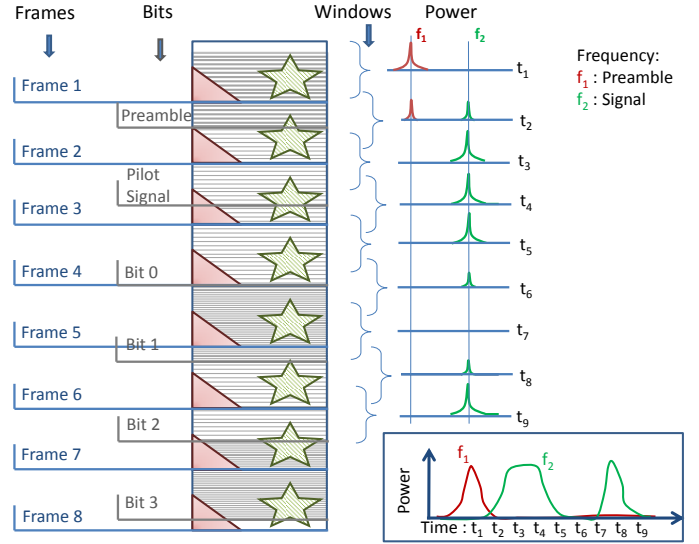 Frames
Bits
Windows
Power
f1
f2
Frequency:
f1 : Preamble
f2 : Signal
Frame 1
Preamble
Frame 2
Pilot
Signal
Frame 3
Frame 4
Bit 0
Frame 5
Bit 1
Frame 6
Bit 2
Frame 7
Bit 3
Frame 8
t1
t2
t3
t4
t5
t6
t7
t8
t9
Power
f1
f2
Time : t1 t2 t3 t4 t5 t6 t7 t8 t9